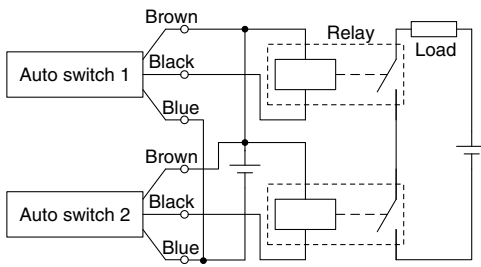 Brown
Relay
Load
Black
Auto switch 1
Blue
Brown
Black
Auto switch 2
Blue